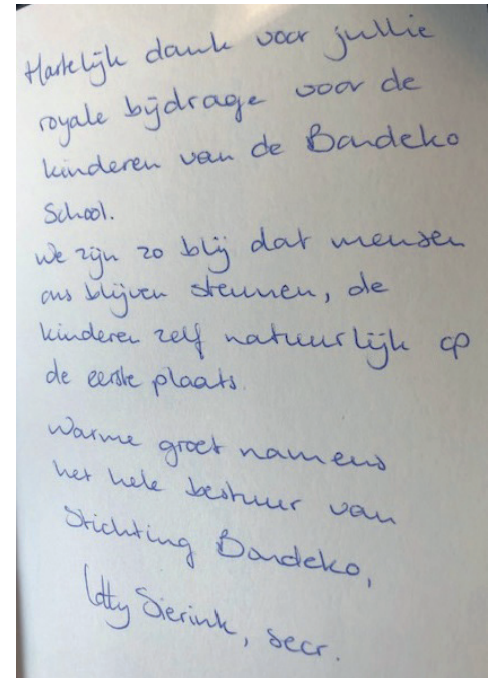 Hartelijk dank voor jullie
royale bijdrage voor de
kinderen van de Bandeko
School.
We zijn zo blij dat mensen
ons blijven steunen, de
kinderen zelf natuurlijk op
de eerste plaats.
Warme groet namens
het hele bestuur van
Stichting Bandeko,
Sierink, secr.